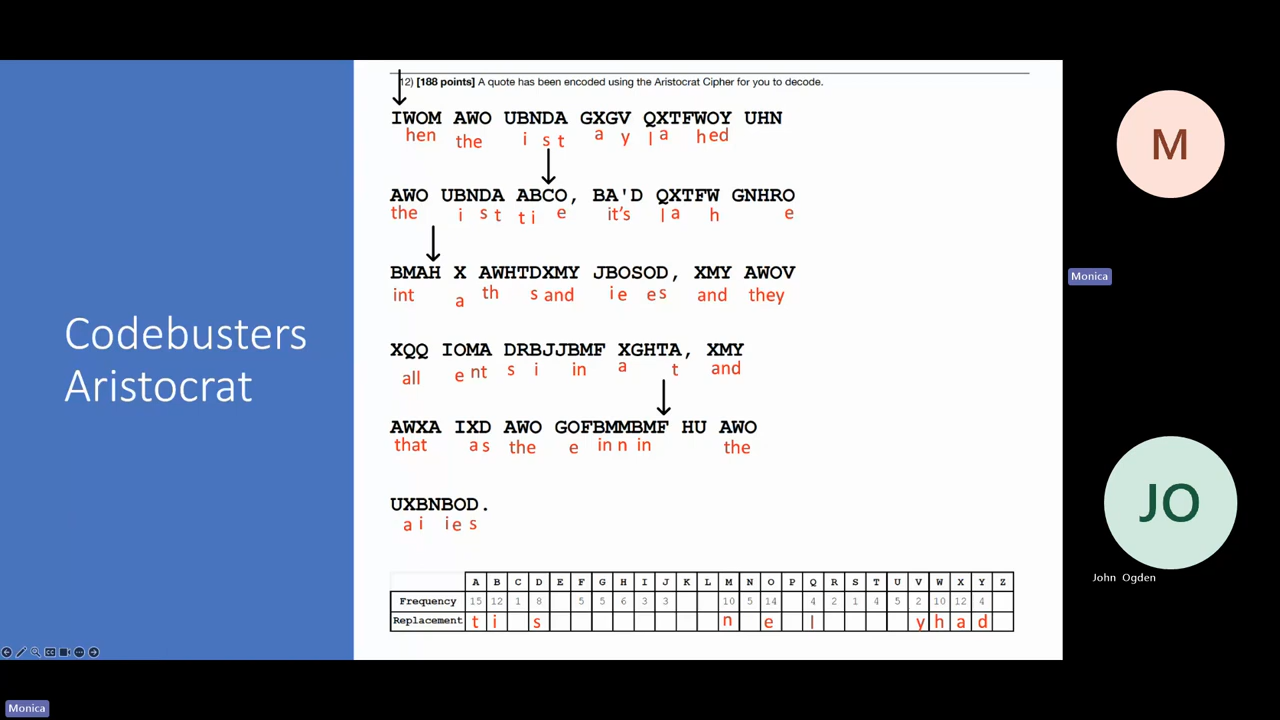 Codebusters
Aristocrat
12) [188 points] A quote has been encoded using the Aristocrat Cipher for you to decode.
IWOM AWO UBNDA GXGV QXTFWOY UHN
hen the i s t a y l a hed
AWO UBNDA ABCO, BA'D QXTFW GNHRO
the i s t t i e it's l a h e
BMAH X AWHTDXMY JBOSOD, XMY AWOV
int a th s and i e e s and they
XQQ IOMA DRBJJBMF XGHTA, XMY
all e nt s i in a t and
AWXA IXD AWO GOFBMMBMF HU AWO
that a s the e in n in the
UXBNBOD.
a i ie s
A B C D E F G H I J K L M N O P Q R S T U V W X Y Z
Frequency 15 12 1 8 5 5 6 3 3 10 5 14 4 2 1 4 5 2 10 12 4
Replacement t i s n e l y h a d
M
Monica
JO
John Ogden
Monica